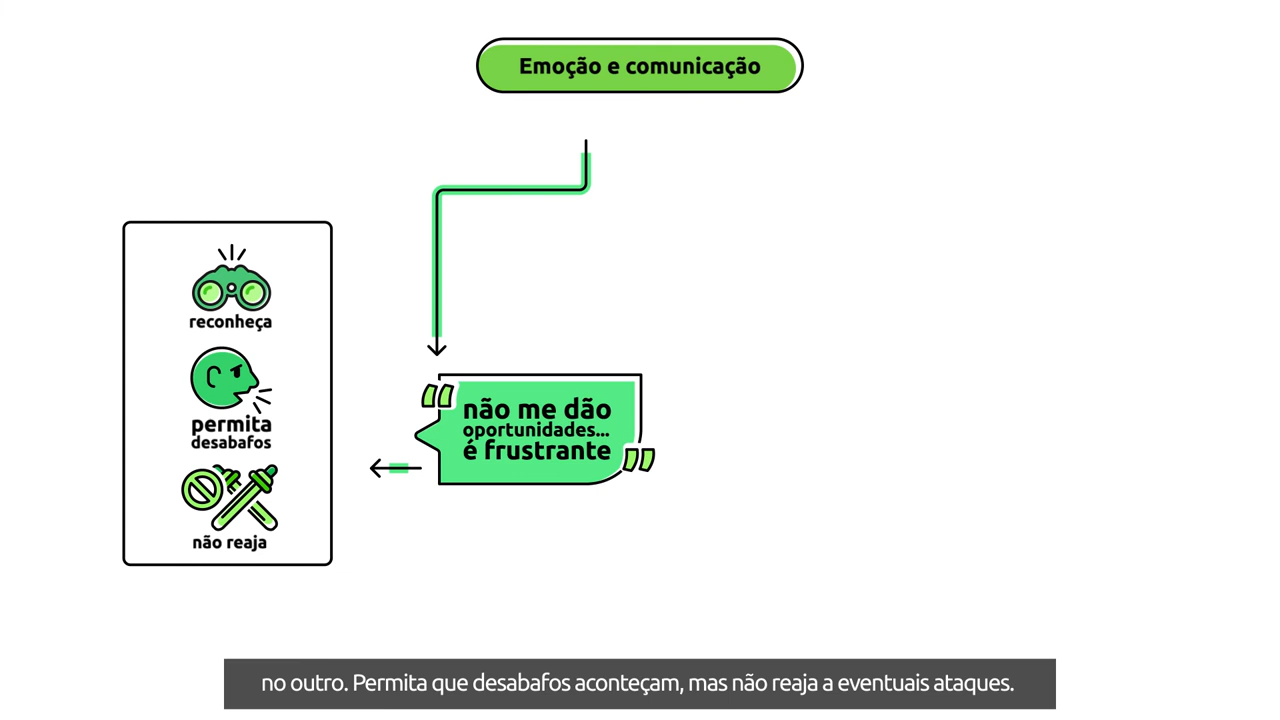 Emoção e comunicação
reconheça
permita
desabafos
não reaja
não me dão
oportunidades...
é frustrante
no outro. Permita que desabafos aconteçam, mas não reaja a eventuais ataques.